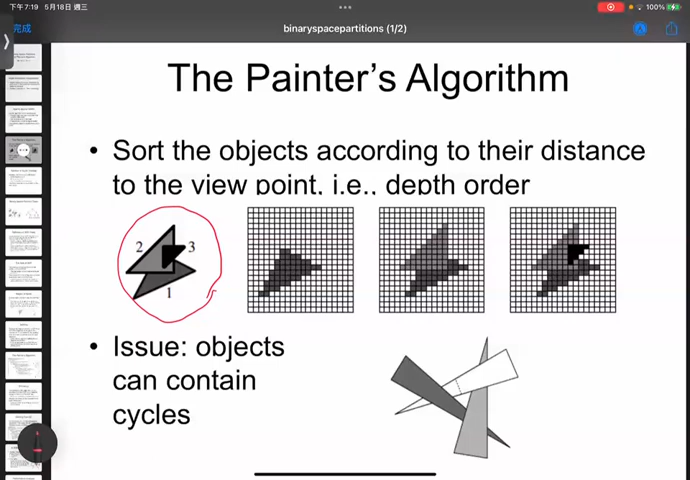 下午7:19 5月18日 週三
100%
完成
binaryspacepartitions (1/2)
The Painter's Algorithm
• Sort the objects according to their distance
to the view point, i.e., depth order
2
3
1
• Issue: objects
can contain
cycles